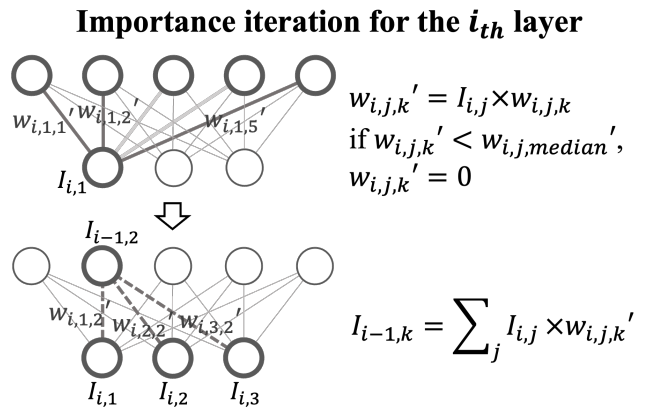 Importance iteration for the i_th layer
w_{i,1,1}′ w_{i,1,2}′ w_{i,1,5}′
I_{i,1}
w_{i,j,k}′ = I_{i,j}×w_{i,j,k}
if w_{i,j,k}′ < w_{i,j,median}′,
w_{i,j,k}′ = 0
I_{i−1,2}
w_{i,1,2}′ w_{i,2,2}′ w_{i,3,2}′
I_{i,1} I_{i,2} I_{i,3}
I_{i−1,k} = ∑_j I_{i,j} ×w_{i,j,k}′